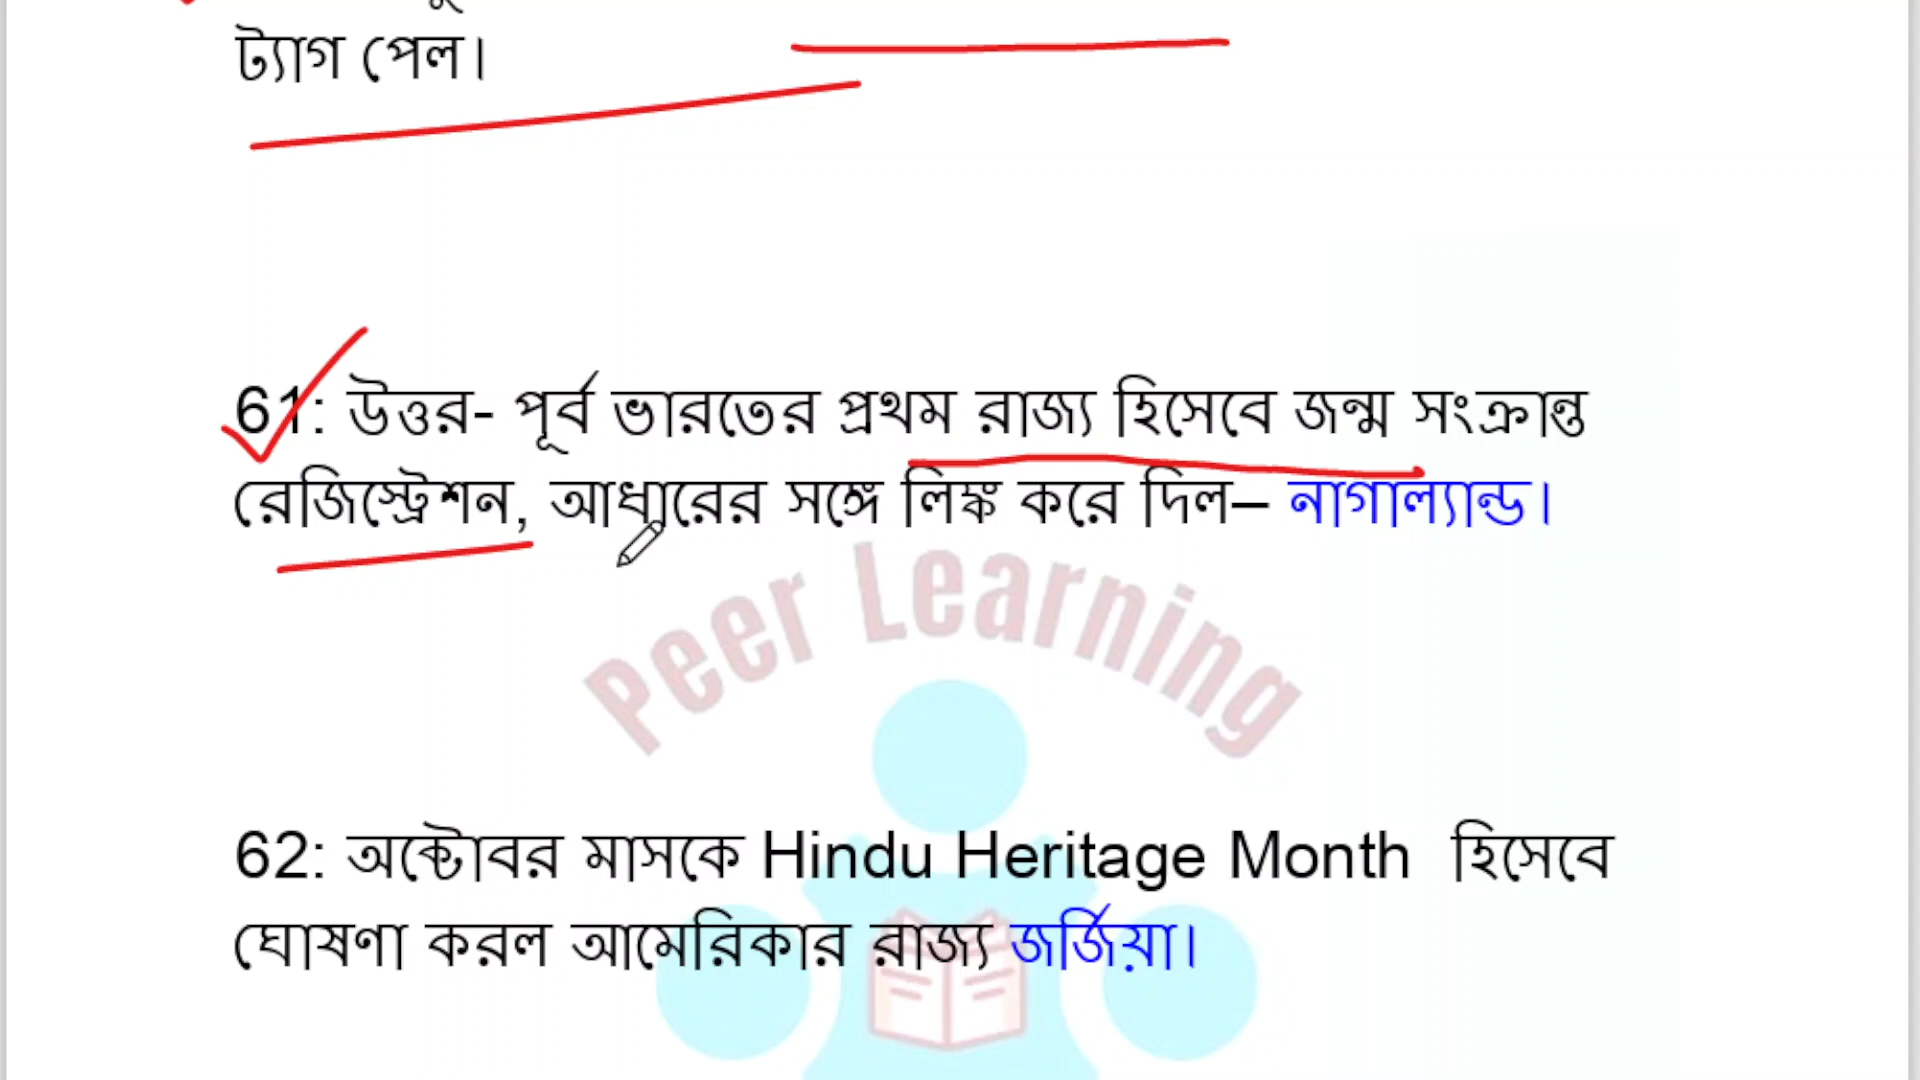 ট্যাগ পেল।
61: উত্তর- পূর্ব ভারতের প্রথম রাজ্য হিসেবে জন্ম সংক্রান্ত
রেজিস্ট্রেশন, আধারের সঙ্গে লিঙ্ক করে দিল– নাগাল্যান্ড।
Peer Learning
62: অক্টোবর মাসকে Hindu Heritage Month হিসেবে
ঘোষণা করল আমেরিকার রাজ্য জর্জিয়া।